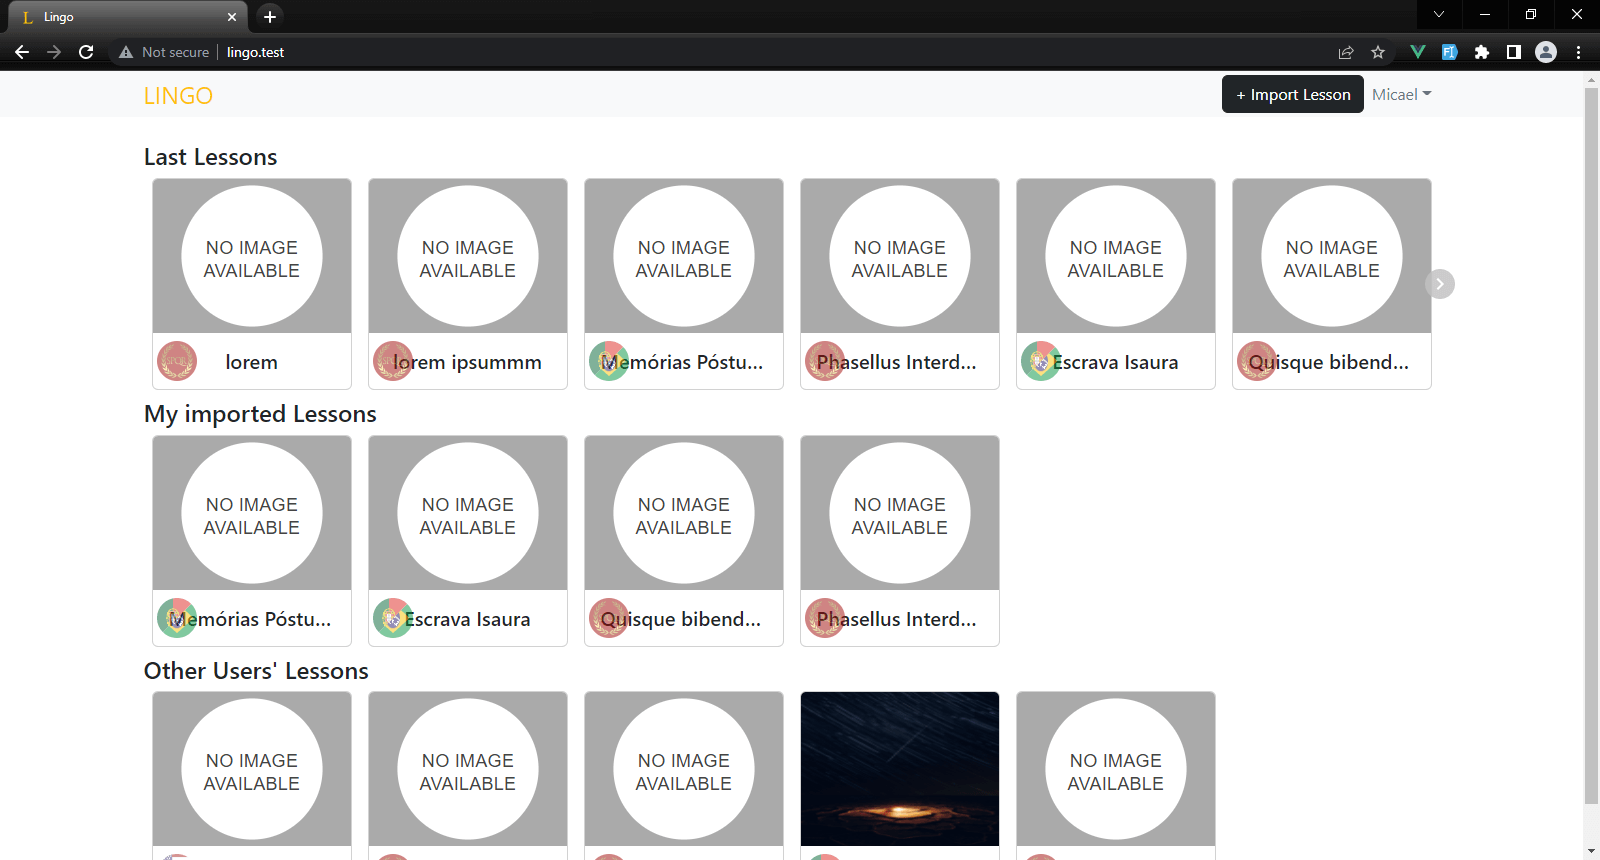 L Lingo
Not secure lingo.test
LINGO
+ Import Lesson Micael
Last Lessons
NO IMAGE AVAILABLE
NO IMAGE AVAILABLE
NO IMAGE AVAILABLE
NO IMAGE AVAILABLE
NO IMAGE AVAILABLE
NO IMAGE AVAILABLE
SPQR lorem
SPQR lorem ipsummm
Memórias Póstu...
Phasellus Interd...
Escrava Isaura
Quisque bibend...
My imported Lessons
NO IMAGE AVAILABLE
NO IMAGE AVAILABLE
NO IMAGE AVAILABLE
NO IMAGE AVAILABLE
Memórias Póstu...
Escrava Isaura
Quisque bibend...
Phasellus Interd...
Other Users' Lessons
NO IMAGE AVAILABLE
NO IMAGE AVAILABLE
NO IMAGE AVAILABLE
NO IMAGE AVAILABLE